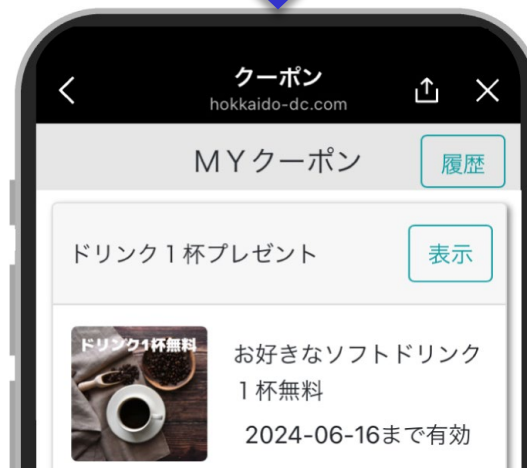 クーポン
hokkaido-dc.com
MYクーポン
履歴
ドリンク1杯プレゼント
表示
ドリンク1杯無料
お好きなソフトドリンク
1杯無料
2024-06-16まで有効